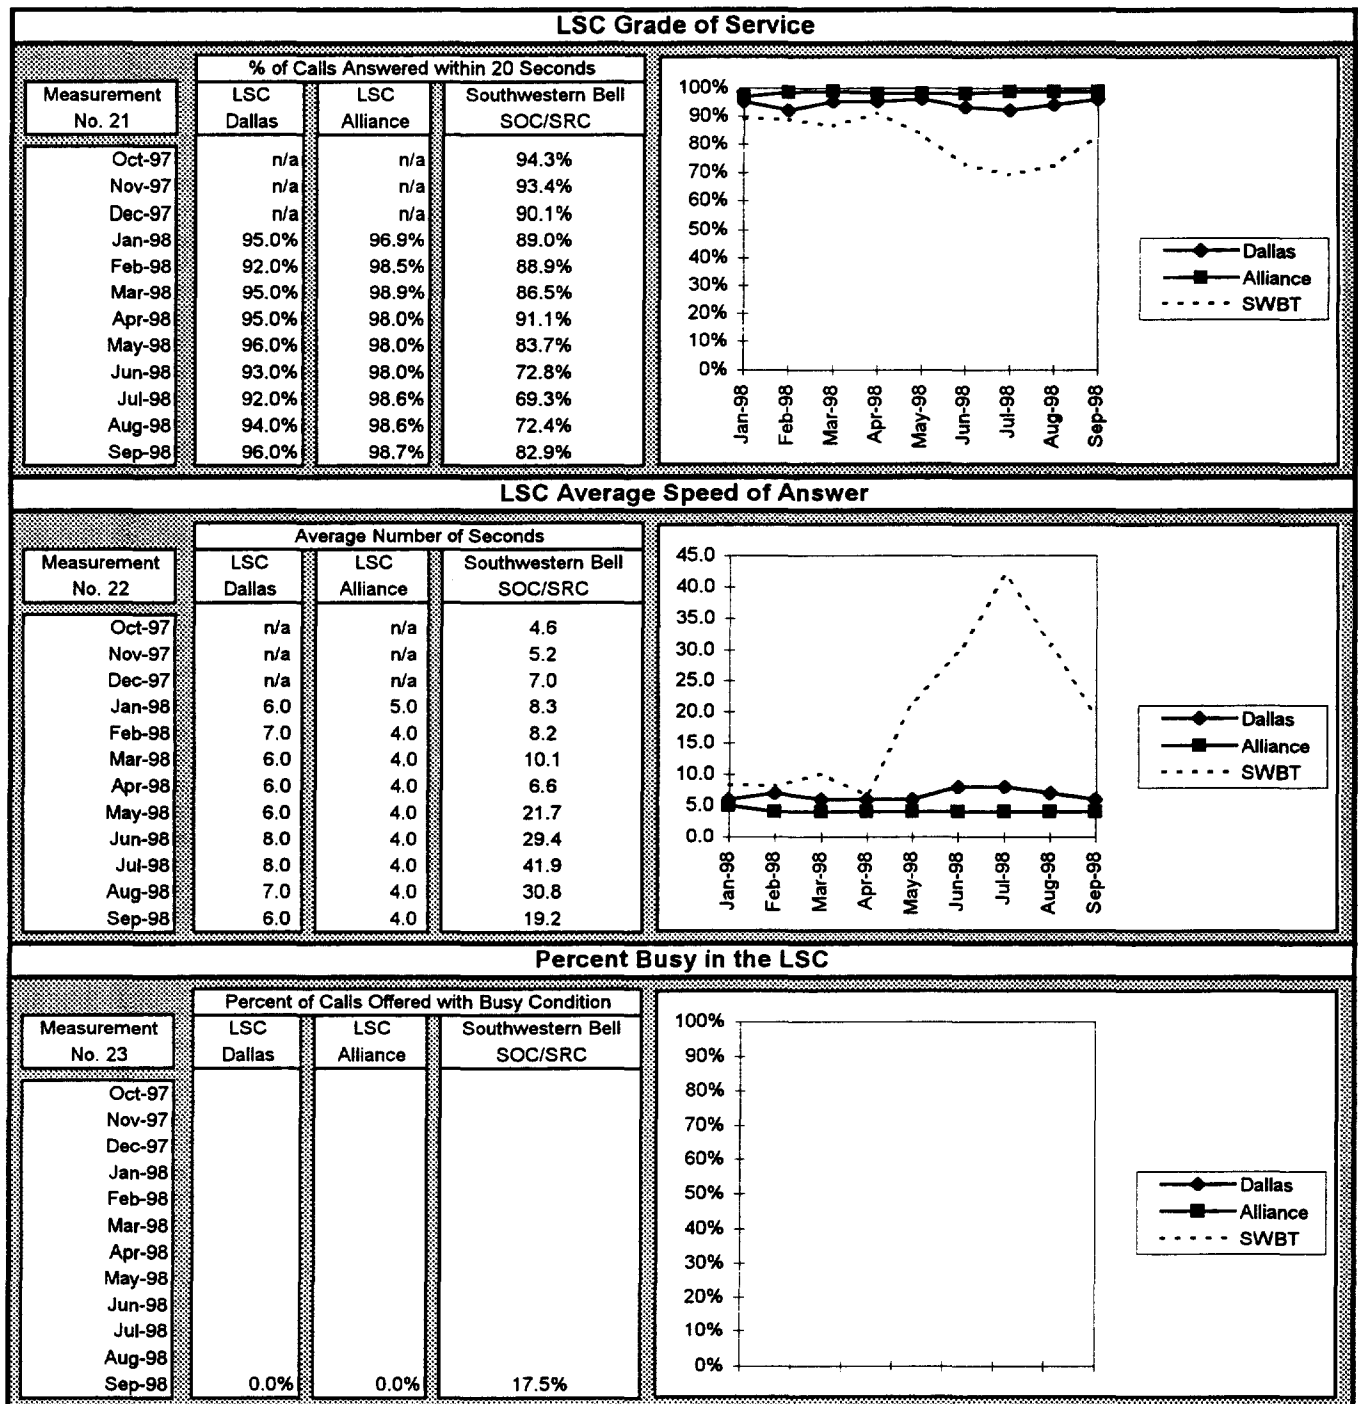 LSC Grade of Service
% of Calls Answered within 20 Seconds
Measurement No. 21 LSC Dallas LSC Alliance Southwestern Bell SOC/SRC
Oct-97 n/a n/a 94.3%
Nov-97 n/a n/a 93.4%
Dec-97 n/a n/a 90.1%
Jan-98 95.0% 96.9% 89.0%
Feb-98 92.0% 98.5% 88.9%
Mar-98 95.0% 98.9% 86.5%
Apr-98 95.0% 98.0% 91.1%
May-98 96.0% 98.0% 83.7%
Jun-98 93.0% 98.0% 72.8%
Jul-98 92.0% 98.6% 69.3%
Aug-98 94.0% 98.6% 72.4%
Sep-98 96.0% 98.7% 82.9%
100%
90%
80%
70%
60%
50%
40%
30%
20%
10%
0%
Jan-98 Feb-98 Mar-98 Apr-98 May-98 Jun-98 Jul-98 Aug-98 Sep-98
Dallas
Alliance
SWBT
LSC Average Speed of Answer
Average Number of Seconds
Measurement No. 22 LSC Dallas LSC Alliance Southwestern Bell SOC/SRC
Oct-97 n/a n/a 4.6
Nov-97 n/a n/a 5.2
Dec-97 n/a n/a 7.0
Jan-98 6.0 5.0 8.3
Feb-98 7.0 4.0 8.2
Mar-98 6.0 4.0 10.1
Apr-98 6.0 4.0 6.6
May-98 6.0 4.0 21.7
Jun-98 8.0 4.0 29.4
Jul-98 8.0 4.0 41.9
Aug-98 7.0 4.0 30.8
Sep-98 6.0 4.0 19.2
45.0
40.0
35.0
30.0
25.0
20.0
15.0
10.0
5.0
0.0
Jan-98 Feb-98 Mar-98 Apr-98 May-98 Jun-98 Jul-98 Aug-98 Sep-98
Dallas
Alliance
SWBT
Percent Busy in the LSC
Percent of Calls Offered with Busy Condition
Measurement No. 23 LSC Dallas LSC Alliance Southwestern Bell SOC/SRC
Oct-97
Nov-97
Dec-97
Jan-98
Feb-98
Mar-98
Apr-98
May-98
Jun-98
Jul-98
Aug-98
Sep-98 0.0% 0.0% 17.5%
100%
90%
80%
70%
60%
50%
40%
30%
20%
10%
0%
Dallas
Alliance
SWBT